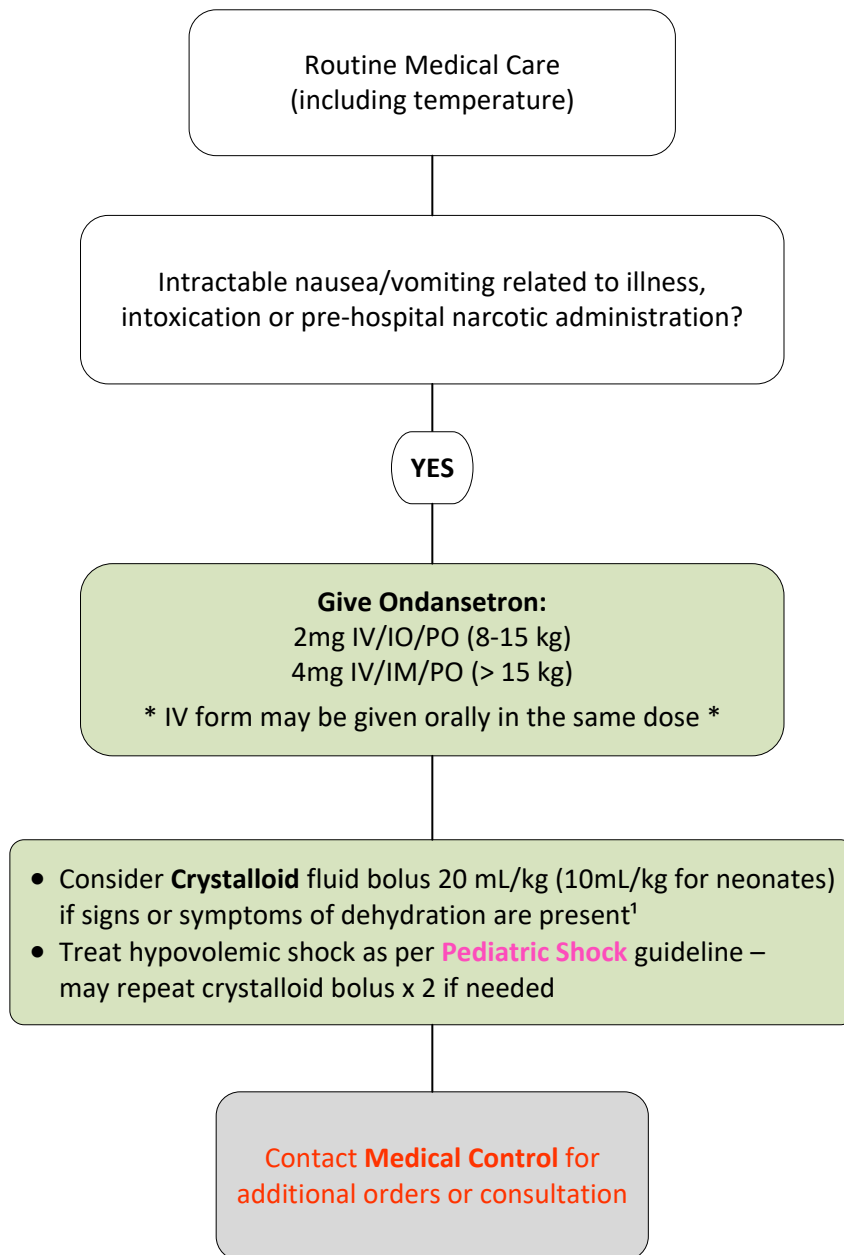 Routine Medical Care
(including temperature)
Intractable nausea/vomiting related to illness,
intoxication or pre-hospital narcotic administration?
YES
Give Ondansetron:
2mg IV/IO/PO (8-15 kg)
4mg IV/IM/PO (> 15 kg)
* IV form may be given orally in the same dose *
• Consider Crystalloid fluid bolus 20 mL/kg (10mL/kg for neonates)
if signs or symptoms of dehydration are present¹
• Treat hypovolemic shock as per Pediatric Shock guideline –
may repeat crystalloid bolus x 2 if needed
Contact Medical Control for
additional orders or consultation